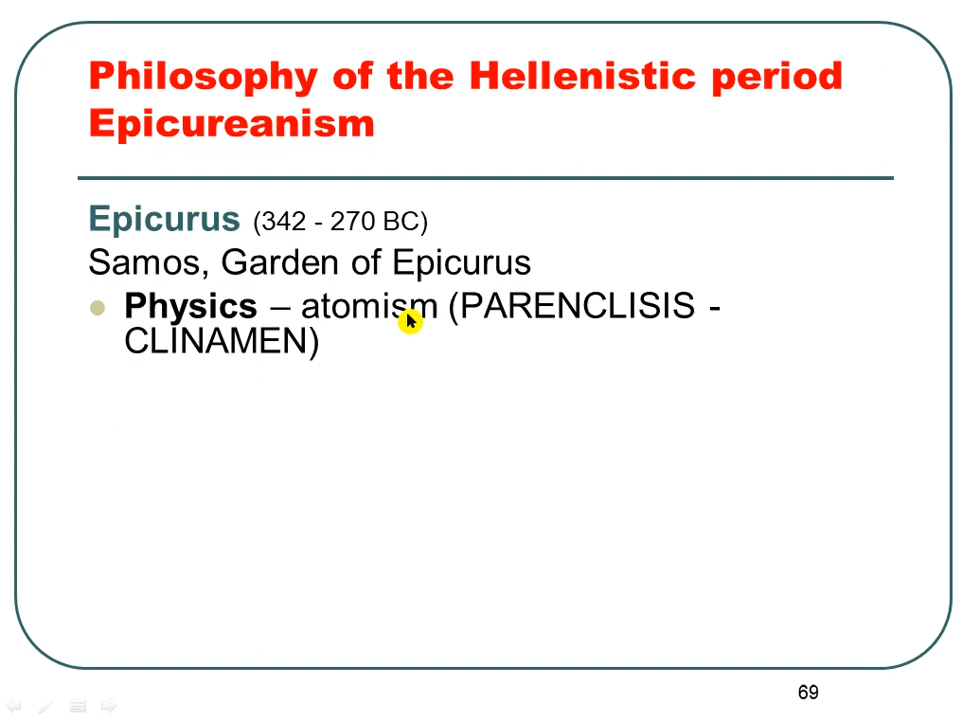 Philosophy of the Hellenistic period
Epicureanism
Epicurus (342 - 270 BC)
Samos, Garden of Epicurus
Physics – atomism (PARENCLISIS -
CLINAMEN)
69